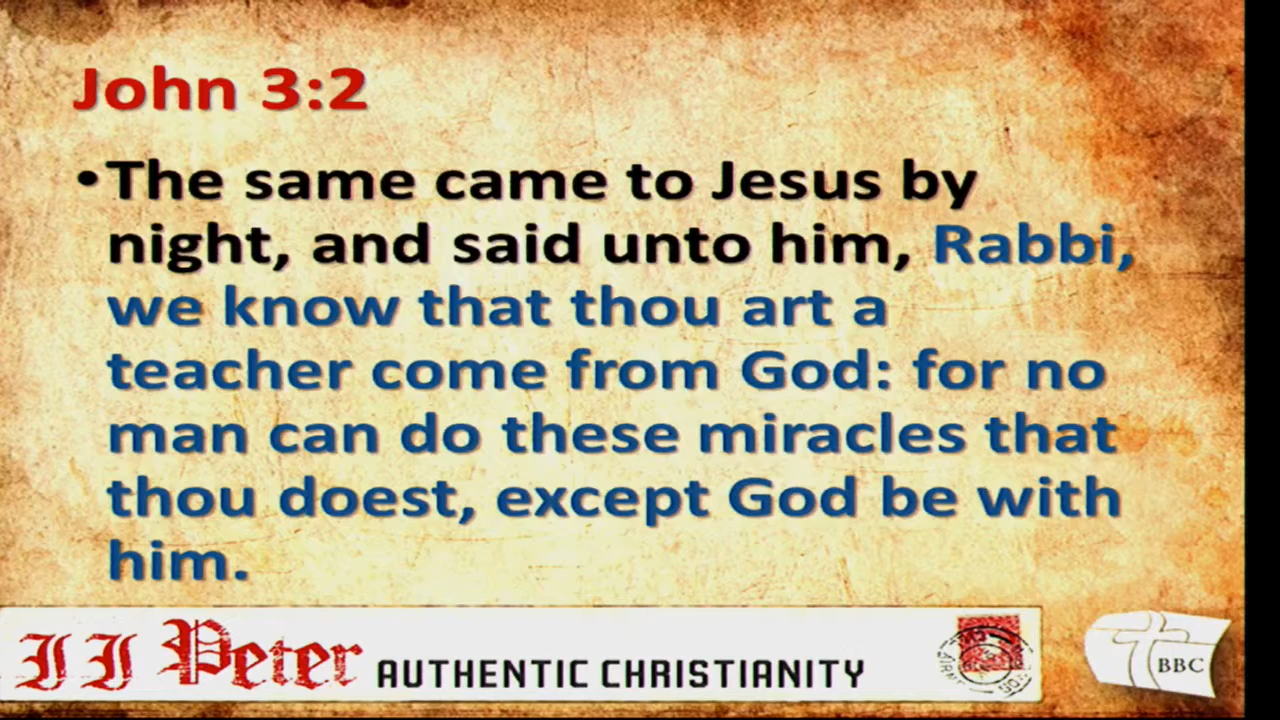 John 3:2
•The same came to Jesus by
night, and said unto him, Rabbi,
we know that thou art a
teacher come from God: for no
man can do these miracles that
thou doest, except God be with
him.
II Peter AUTHENTIC CHRISTIANITY
BBC